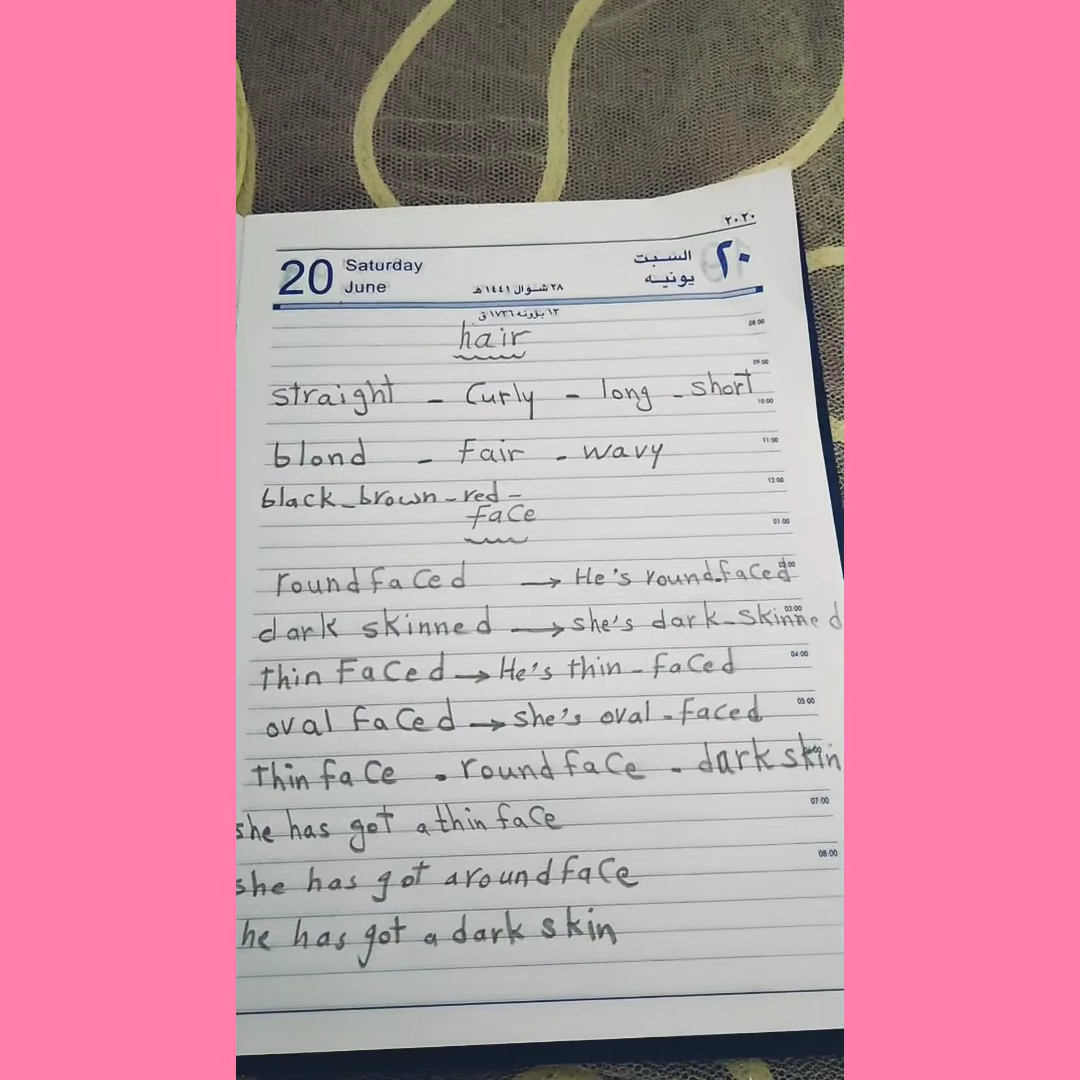 ٢٠٢٠
20 Saturday June السبت يونيه ٢٠
٢٨ شوال ١٤٤١ هـ
١٣ بؤونه ١٧٣٦ ق
08:00
hair
09:00
straight - Curly - long - short
10:00
11:00
blond - Fair - wavy
12:00
black - brown - red -
face
01:00
round faced → He's round-faced
03:00
dark skinned → she's dark-skinned
04:00
thin Faced → He's thin-faced
05:00
oval faced → she's oval-faced
thin face - round face - dark skin
07:00
she has got a thin face
08:00
she has got a round face
he has got a dark skin